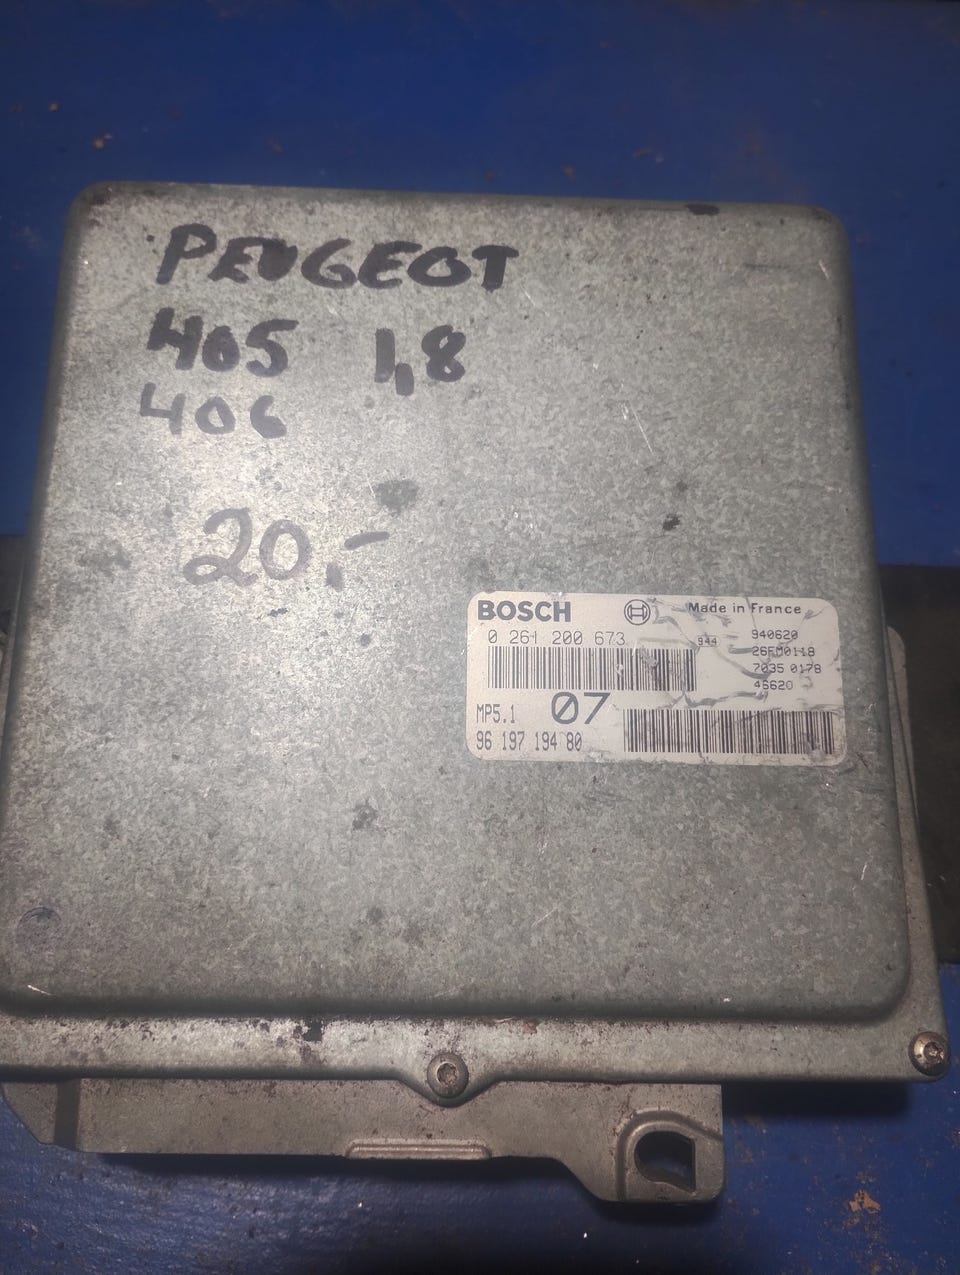 PEUGEOT
405 1,8
406
20,-
BOSCH Made in France
0 261 200 673 944 940620
26FM0118
7035 0178
46620
MP5.1 07
96 197 194 80